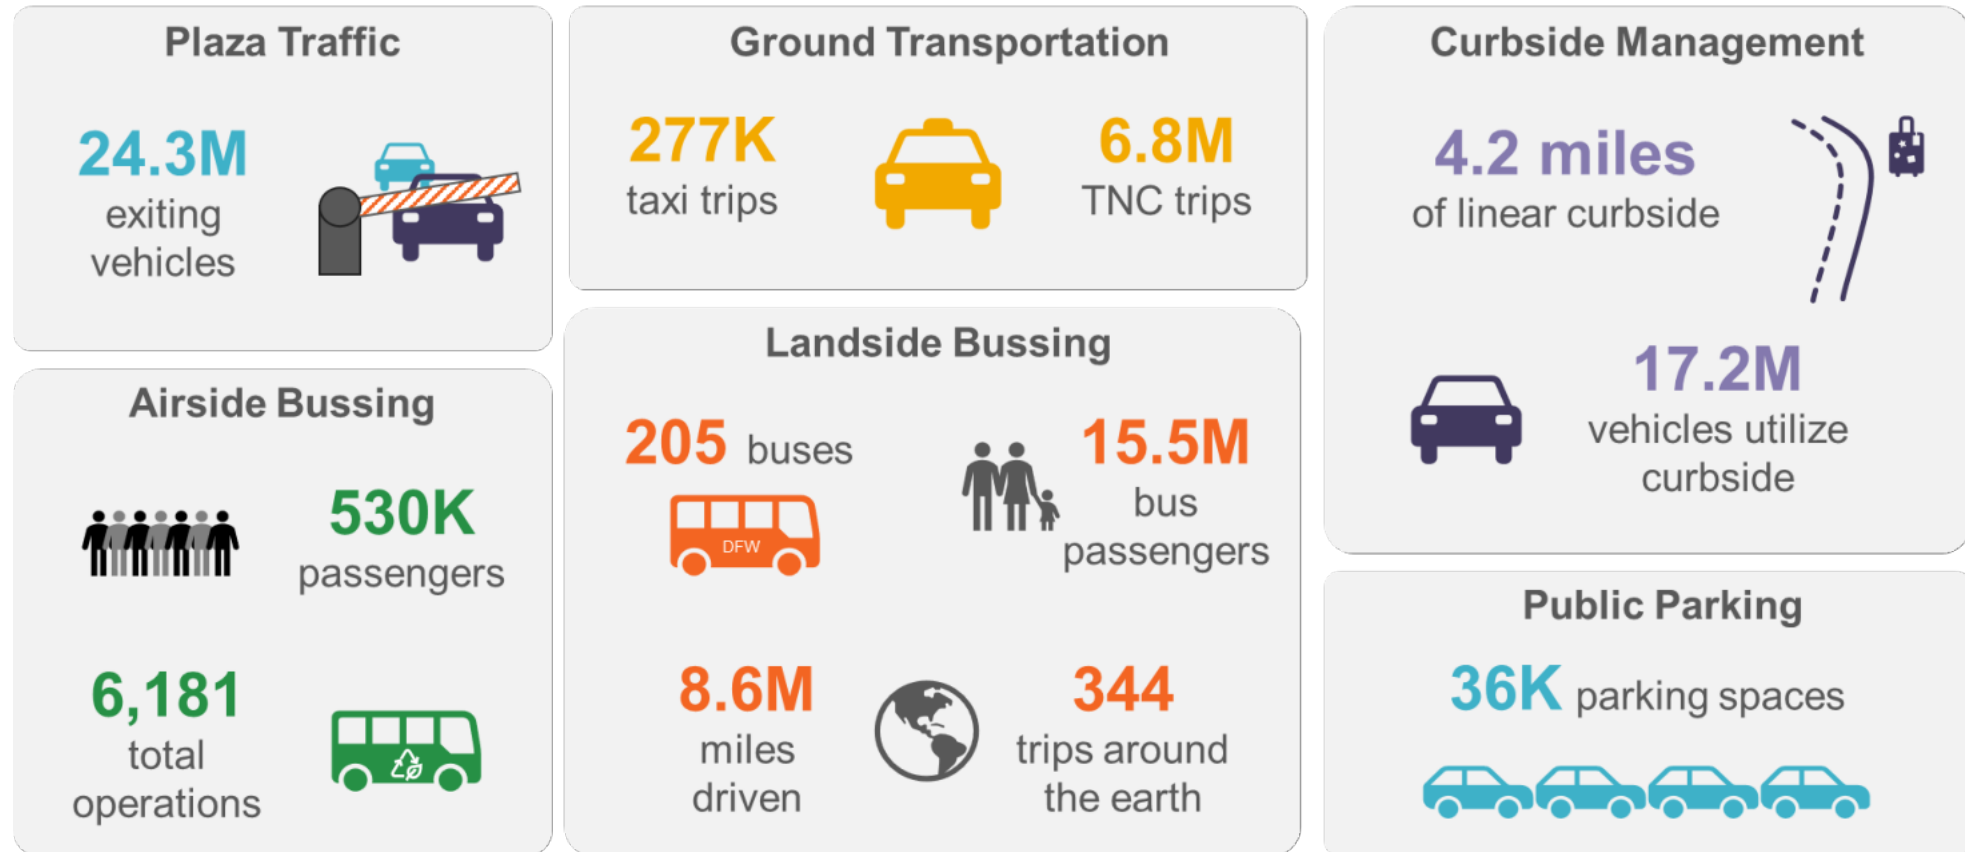 Plaza Traffic
24.3M
exiting
vehicles
Ground Transportation
277K
taxi trips
6.8M
TNC trips
Curbside Management
4.2 miles
of linear curbside
17.2M
vehicles utilize
curbside
Airside Bussing
530K
passengers
6,181
total
operations
Landside Bussing
205 buses
DFW
15.5M
bus
passengers
8.6M
miles
driven
344
trips around
the earth
Public Parking
36K parking spaces